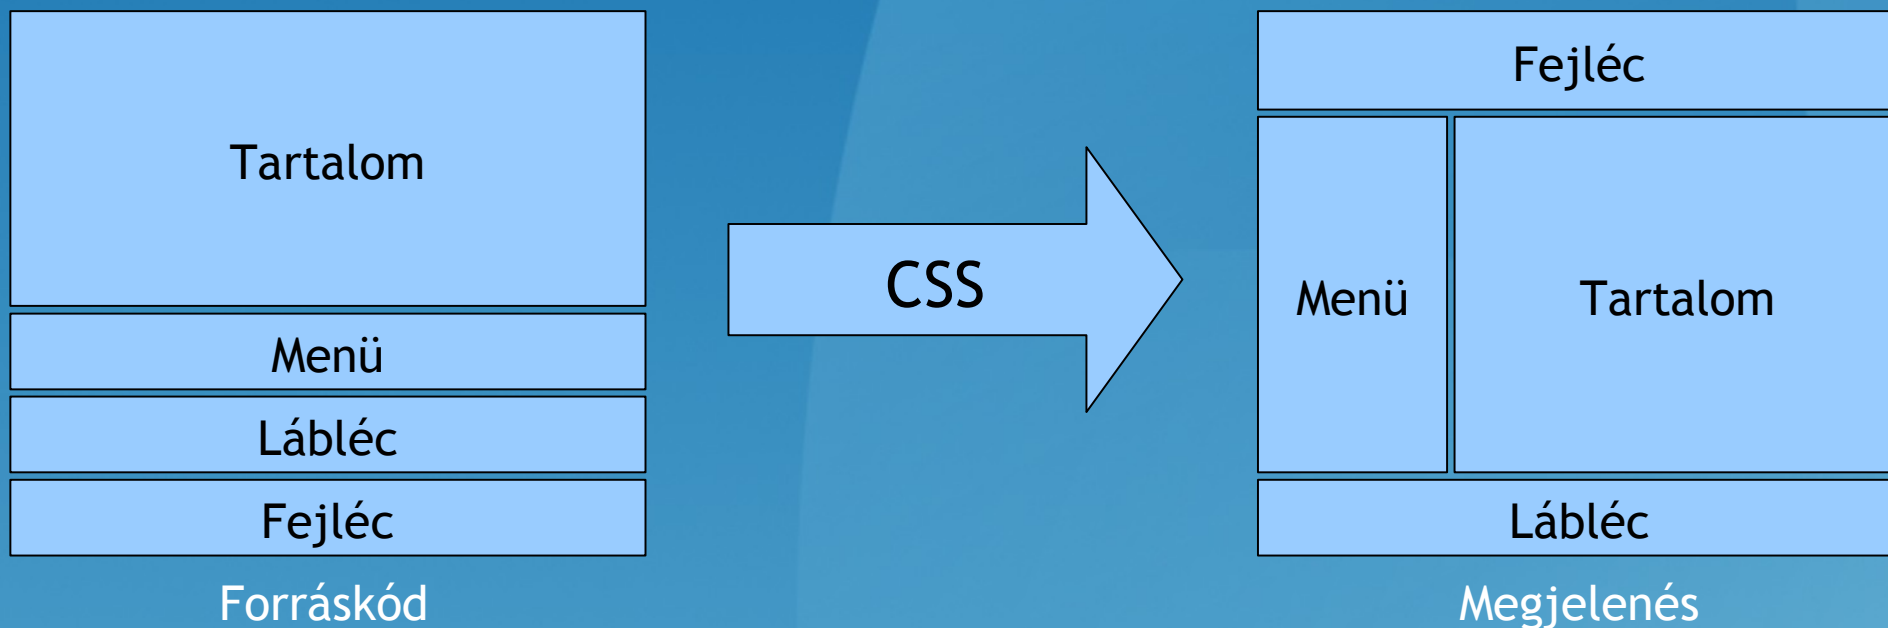 Tartalom
Menü
Lábléc
Fejléc
Forráskód
CSS
Fejléc
Menü
Tartalom
Lábléc
Megjelenés